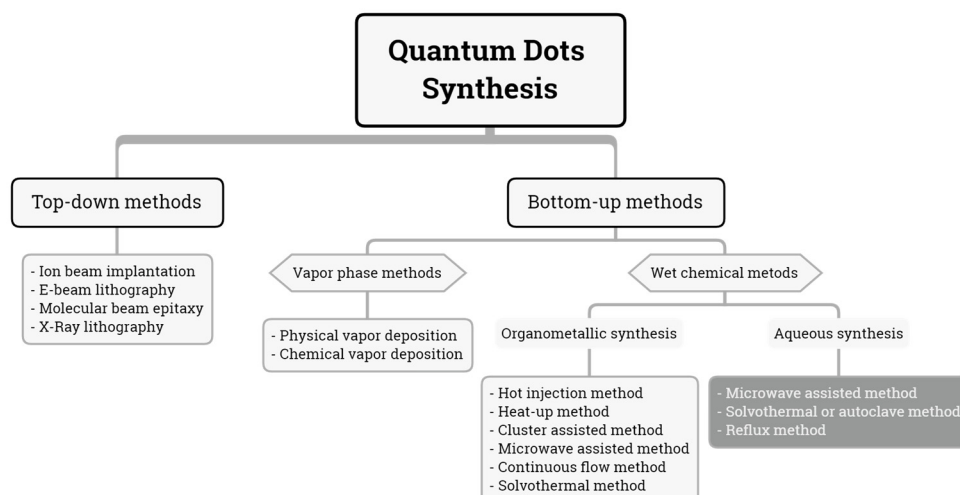 Quantum Dots
Synthesis
Top-down methods
Bottom-up methods
- Ion beam implantation
- E-beam lithography
- Molecular beam epitaxy
- X-Ray lithography
Vapor phase methods
Wet chemical metods
- Physical vapor deposition
- Chemical vapor deposition
Organometallic synthesis
Aqueous synthesis
- Hot injection method
- Heat-up method
- Cluster assisted method
- Microwave assisted method
- Continuous flow method
- Solvothermal method
- Microwave assisted method
- Solvothermal or autoclave method
- Reflux method